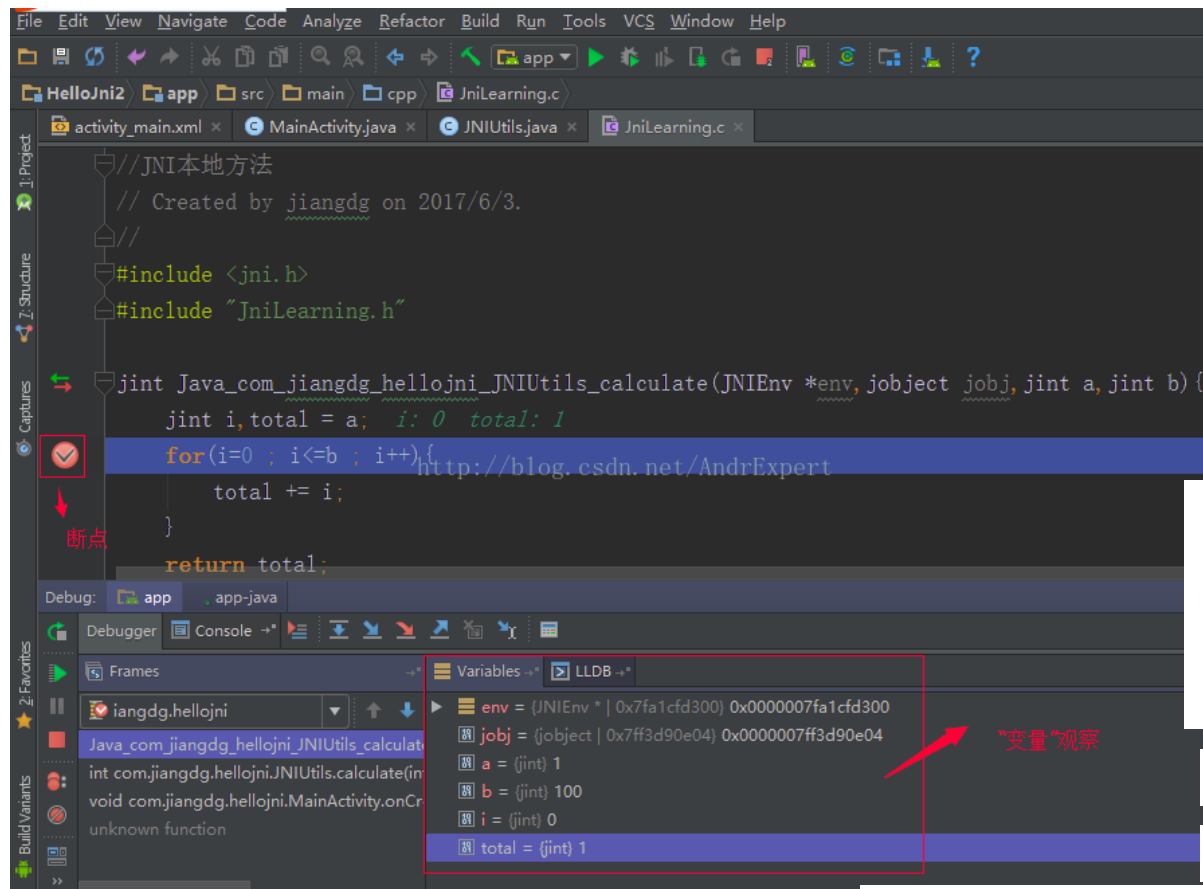 File Edit View Navigate Code Analyze Refactor Build Run Tools VCS Window Help
app
HelloJni2 app src main cpp JniLearning.c
activity_main.xml MainActivity.java JNIUtils.java JniLearning.c
1: Project
//JNI本地方法
// Created by jiangdg on 2017/6/3.
//
7: Structure
#include <jni.h>
#include "JniLearning.h"
Captures
jint Java_com_jiangdg_hellojni_JNIUtils_calculate(JNIEnv *env,jobject jobj,jint a,jint b){
jint i,total = a; i: 0 total: 1
for(i=0 ; i<=b ; i++){
http://blog.csdn.net/AndrExpert
total += i;
}
断点
return total;
Debug: app app-java
Debugger Console
2: Favorites
Frames
Variables LLDB
iangdg.hellojni
Java_com_jiangdg_hellojni_JNIUtils_calculate
int com.jiangdg.hellojni.JNIUtils.calculate(in
void com.jiangdg.hellojni.MainActivity.onCr
unknown function
env = {JNIEnv * | 0x7fa1cfd300} 0x0000007fa1cfd300
jobj = {jobject | 0x7ff3d90e04} 0x0000007ff3d90e04
a = {jint} 1
b = {jint} 100
i = {jint} 0
total = {jint} 1
"变量"观察
Build Variants